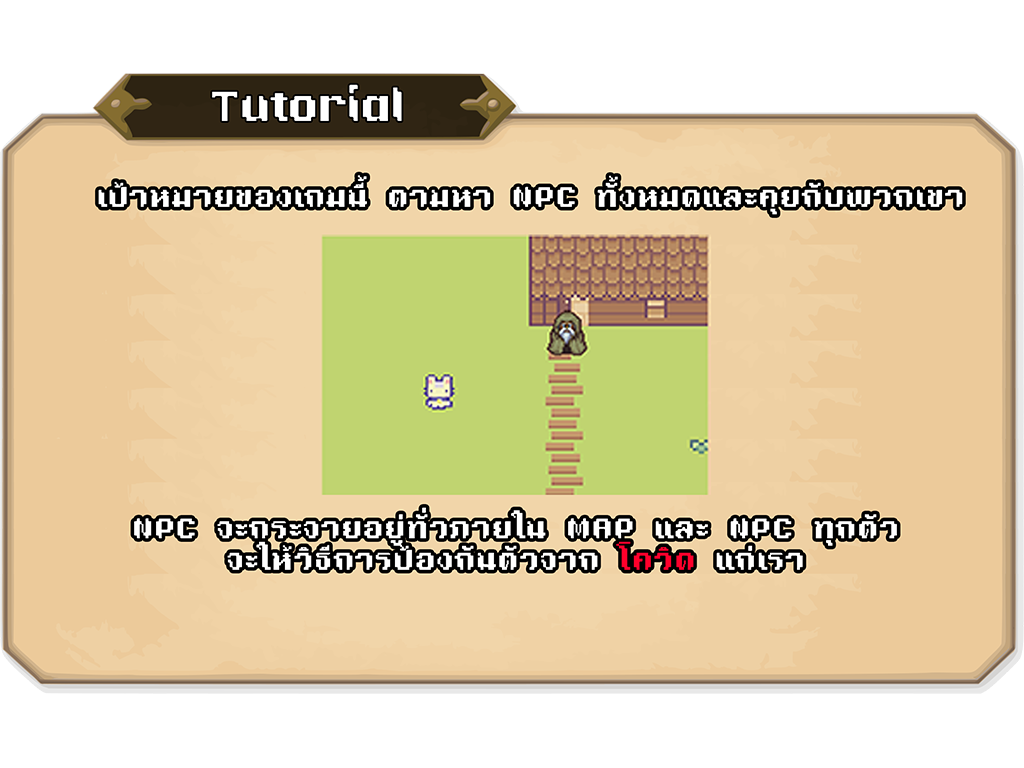 Tutorial
เป้าหมายของเกมนี้ ตามหา NPC ทั้งหมดและคุยกับพวกเขา
NPC จะกระจายอยู่ทั่วภายใน MAP และ NPC ทุกตัว
จะให้วิธีการป้องกันตัวจาก โควิด แก่เรา